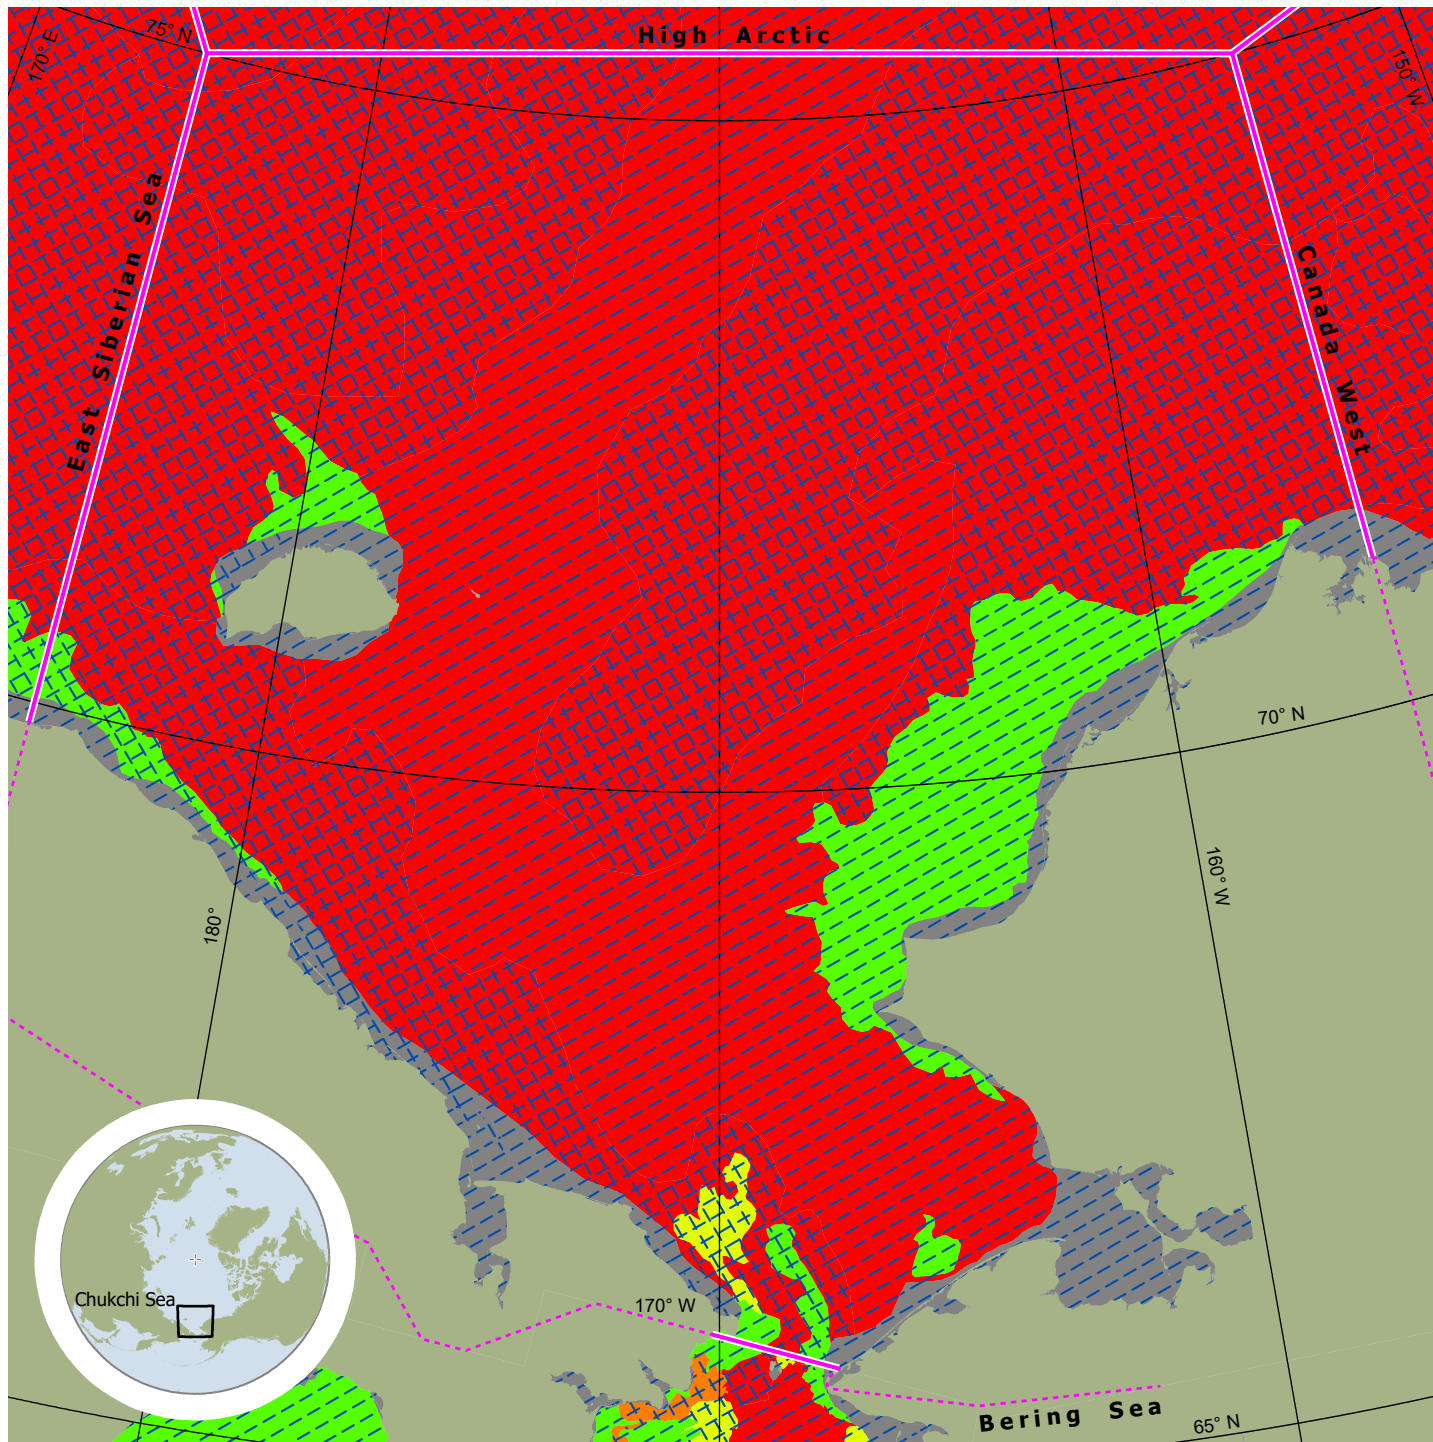 75° N
High Arctic
170° E
150° W
East Siberian Sea
Canada West
70° N
160° W
180°
Chukchi Sea
170° W
Bering Sea
65° N